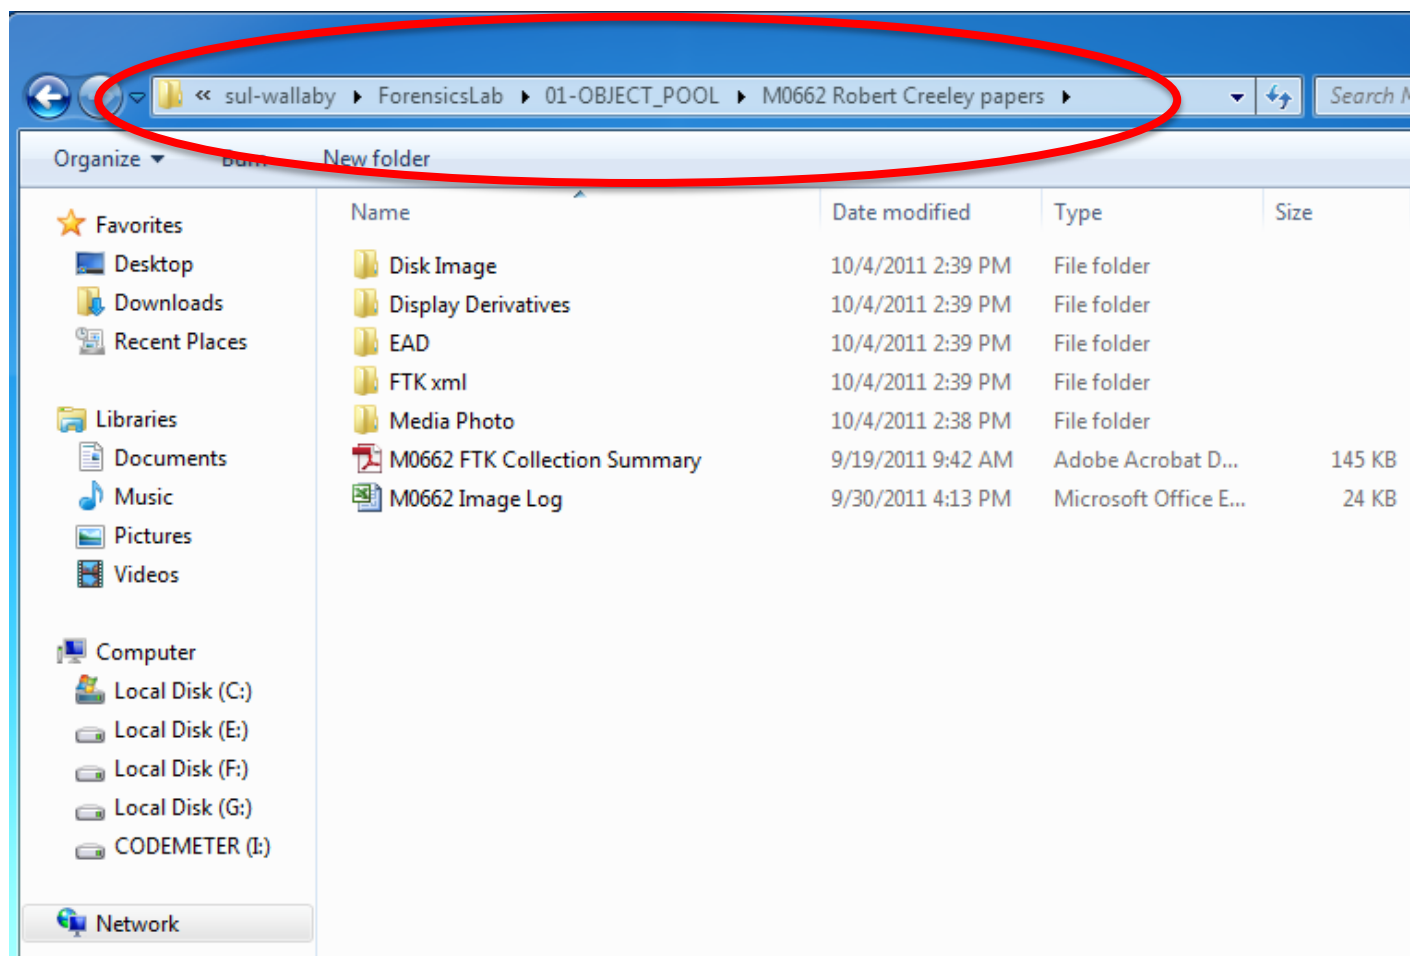 « sul-wallaby ▸ ForensicsLab ▸ 01-OBJECT_POOL ▸ M0662 Robert Creeley papers ▸ Search
Organize New folder
Name Date modified Type Size
Favorites
Desktop
Downloads
Recent Places
Libraries
Documents
Music
Pictures
Videos
Computer
Local Disk (C:)
Local Disk (E:)
Local Disk (F:)
Local Disk (G:)
CODEMETER (I:)
Network
Disk Image 10/4/2011 2:39 PM File folder
Display Derivatives 10/4/2011 2:39 PM File folder
EAD 10/4/2011 2:39 PM File folder
FTK xml 10/4/2011 2:39 PM File folder
Media Photo 10/4/2011 2:38 PM File folder
M0662 FTK Collection Summary 9/19/2011 9:42 AM Adobe Acrobat D... 145 KB
M0662 Image Log 9/30/2011 4:13 PM Microsoft Office E... 24 KB